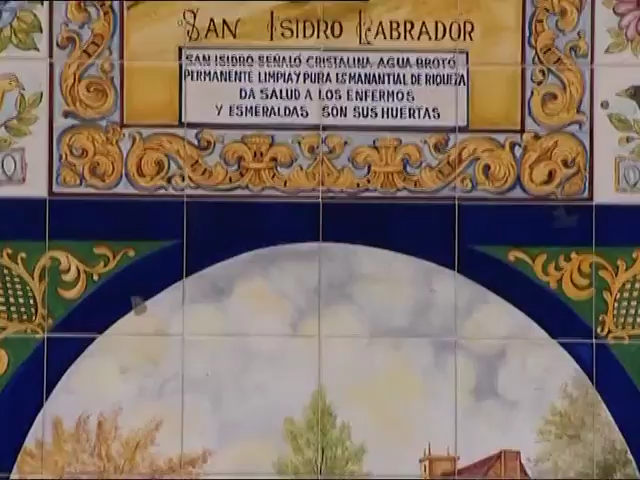 SAN ISIDRO LABRADOR
SAN ISIDRO SEÑALÓ CRISTALINA AGUA BROTÓ
PERMANENTE LIMPIA Y PURA ES MANANTIAL DE RIQUEZA
DA SALUD A LOS ENFERMOS
Y ESMERALDAS SON SUS HUERTAS